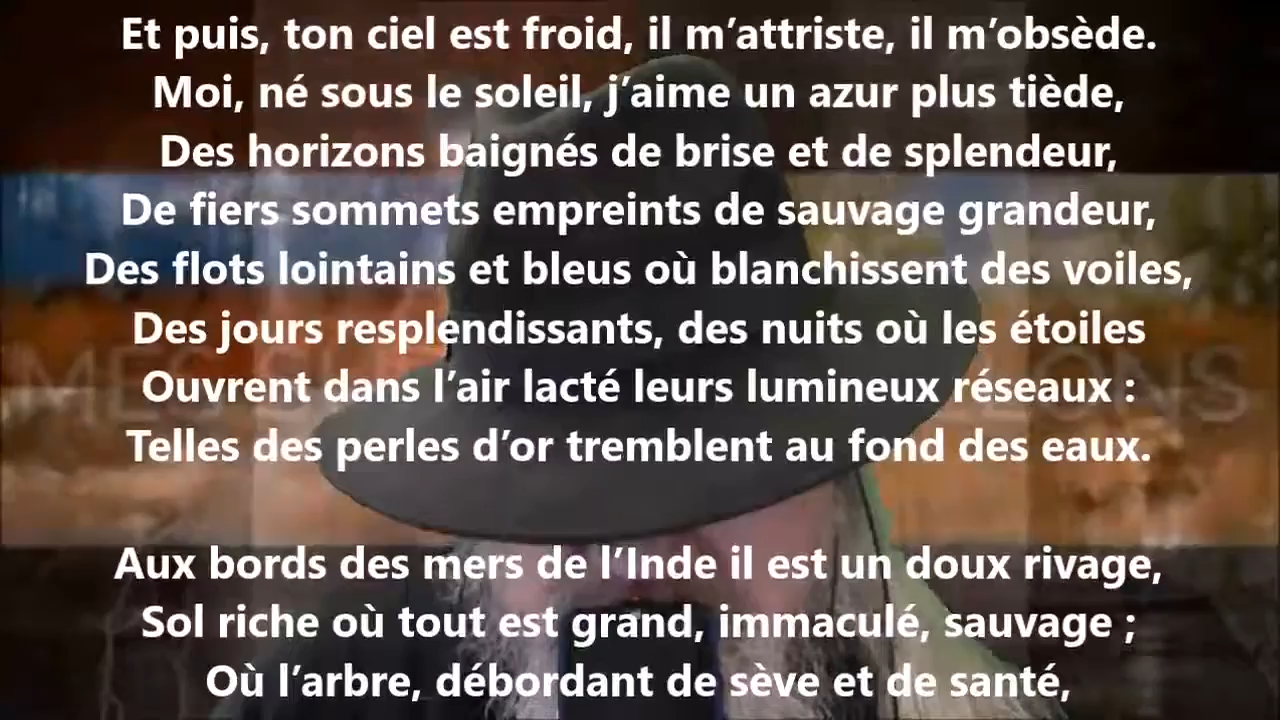 Et puis, ton ciel est froid, il m’attriste, il m’obsède.
Moi, né sous le soleil, j’aime un azur plus tiède,
Des horizons baignés de brise et de splendeur,
De fiers sommets empreints de sauvage grandeur,
Des flots lointains et bleus où blanchissent des voiles,
Des jours resplendissants, des nuits où les étoiles
Ouvrent dans l’air lacté leurs lumineux réseaux :
Telles des perles d’or tremblent au fond des eaux.
Aux bords des mers de l’Inde il est un doux rivage,
Sol riche où tout est grand, immaculé, sauvage ;
Où l’arbre, débordant de sève et de santé,